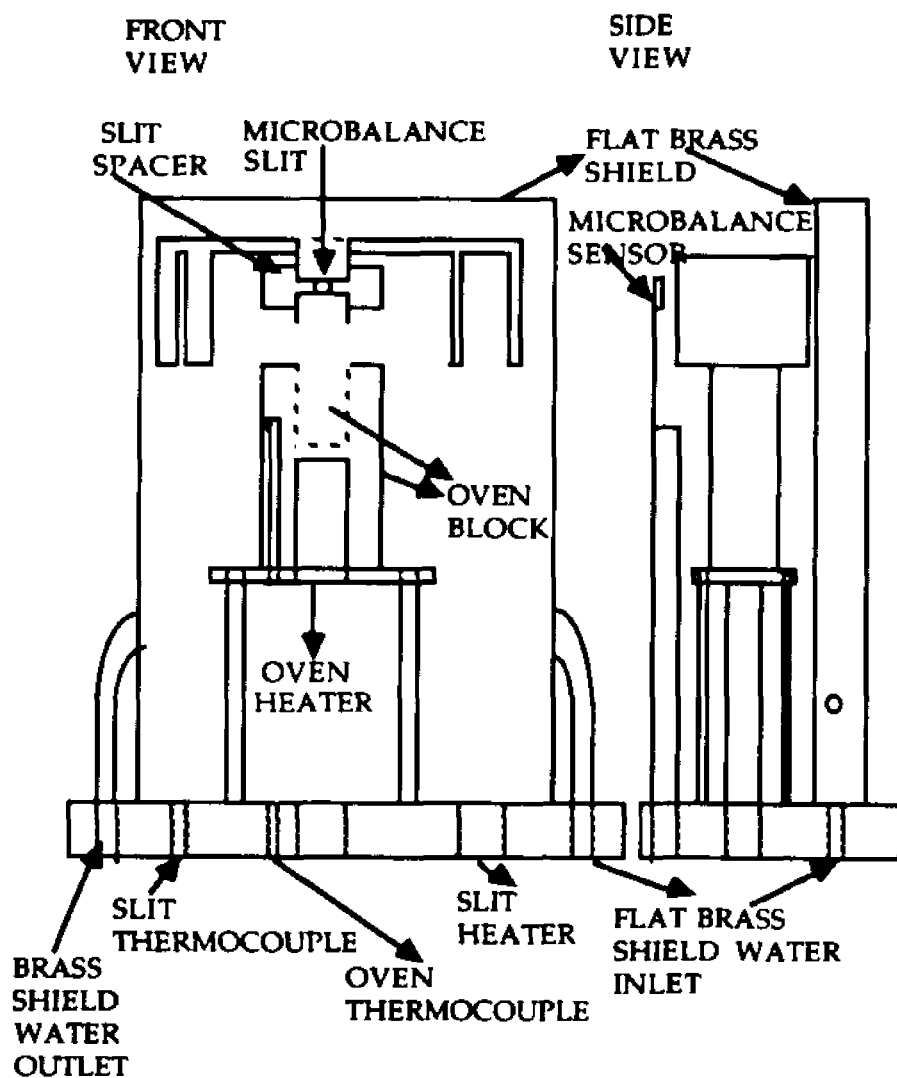 FRONT
VIEW
SIDE
VIEW
SLIT
SPACER
MICROBALANCE
SLIT
FLAT BRASS
SHIELD
MICROBALANCE
SENSOR
OVEN
BLOCK
OVEN
HEATER
SLIT
THERMOCOUPLE
SLIT
HEATER
FLAT BRASS
SHIELD WATER
INLET
BRASS
SHIELD
WATER
OUTLET
OVEN
THERMOCOUPLE